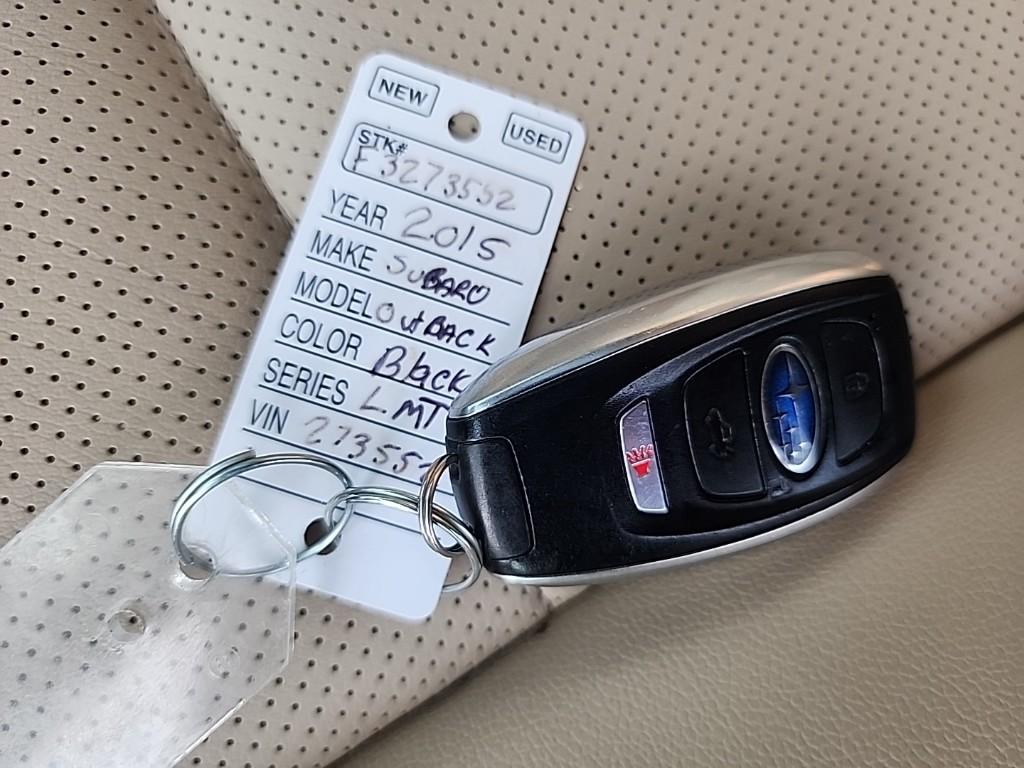 NEW
USED
STK#
F3273552
YEAR 2015
MAKE SUBARU
MODEL OutBACK
COLOR Black
SERIES LMT
VIN 27355